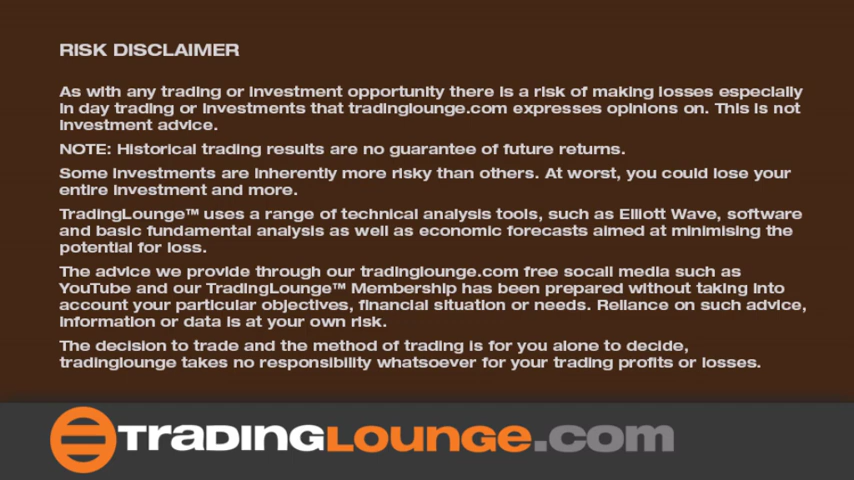 RISK DISCLAIMER
As with any trading or investment opportunity there is a risk of making losses especially
in day trading or investments that tradinglounge.com expresses opinions on. This is not
investment advice.
NOTE: Historical trading results are no guarantee of future returns.
Some investments are inherently more risky than others. At worst, you could lose your
entire investment and more.
TradingLounge™ uses a range of technical analysis tools, such as Elliott Wave, software
and basic fundamental analysis as well as economic forecasts aimed at minimising the
potential for loss.
The advice we provide through our tradinglounge.com free socail media such as
YouTube and our TradingLounge™ Membership has been prepared without taking into
account your particular objectives, financial situation or needs. Reliance on such advice,
information or data is at your own risk.
The decision to trade and the method of trading is for you alone to decide,
tradinglounge takes no responsibility whatsoever for your trading profits or losses.
TRADINGLOUNGE.COM